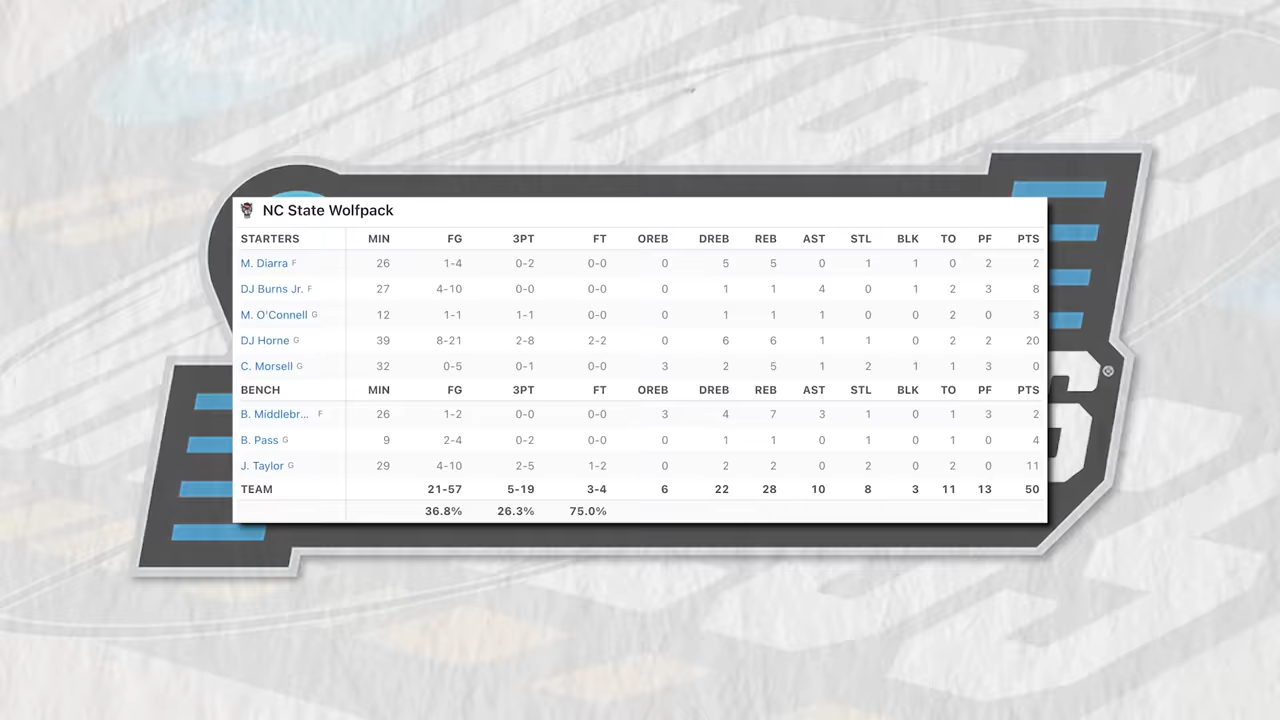 NC State Wolfpack
STARTERS MIN FG 3PT FT OREB DREB REB AST STL BLK TO PF PTS
M. Diarra F 26 1-4 0-2 0-0 0 5 5 0 1 1 0 2 2
DJ Burns Jr. F 27 4-10 0-0 0-0 0 1 1 4 0 1 2 3 8
M. O'Connell G 12 1-1 1-1 0-0 0 1 1 1 0 0 2 0 3
DJ Horne G 39 8-21 2-8 2-2 0 6 6 1 1 0 2 2 20
C. Morsell G 32 0-5 0-1 0-0 3 2 5 1 2 1 1 3 0
BENCH MIN FG 3PT FT OREB DREB REB AST STL BLK TO PF PTS
B. Middlebr... F 26 1-2 0-0 0-0 3 4 7 3 1 0 1 3 2
B. Pass G 9 2-4 0-2 0-0 0 1 1 0 1 0 1 0 4
J. Taylor G 29 4-10 2-5 1-2 0 2 2 0 2 0 2 0 11
TEAM 21-57 5-19 3-4 6 22 28 10 8 3 11 13 50
36.8% 26.3% 75.0%
®